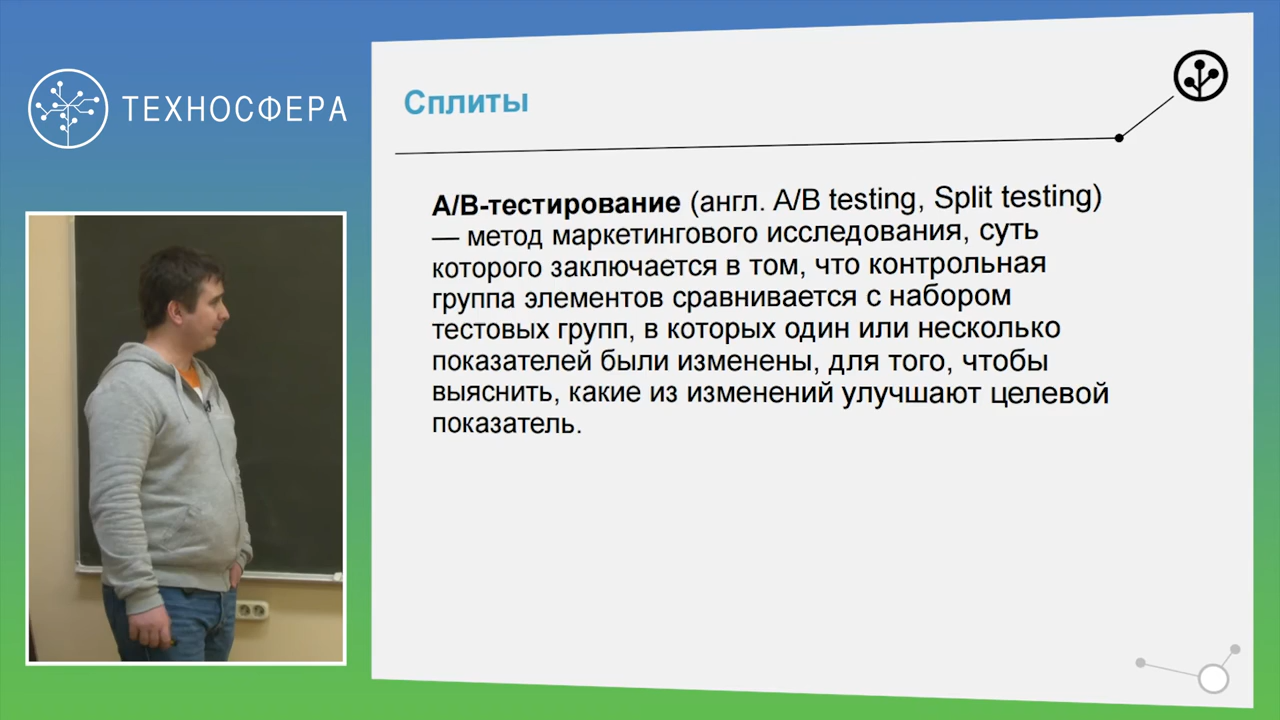 ТЕХНОСФЕРА
Сплиты
А/В-тестирование (англ. A/B testing, Split testing)
— метод маркетингового исследования, суть
которого заключается в том, что контрольная
группа элементов сравнивается с набором
тестовых групп, в которых один или несколько
показателей были изменены, для того, чтобы
выяснить, какие из изменений улучшают целевой
показатель.